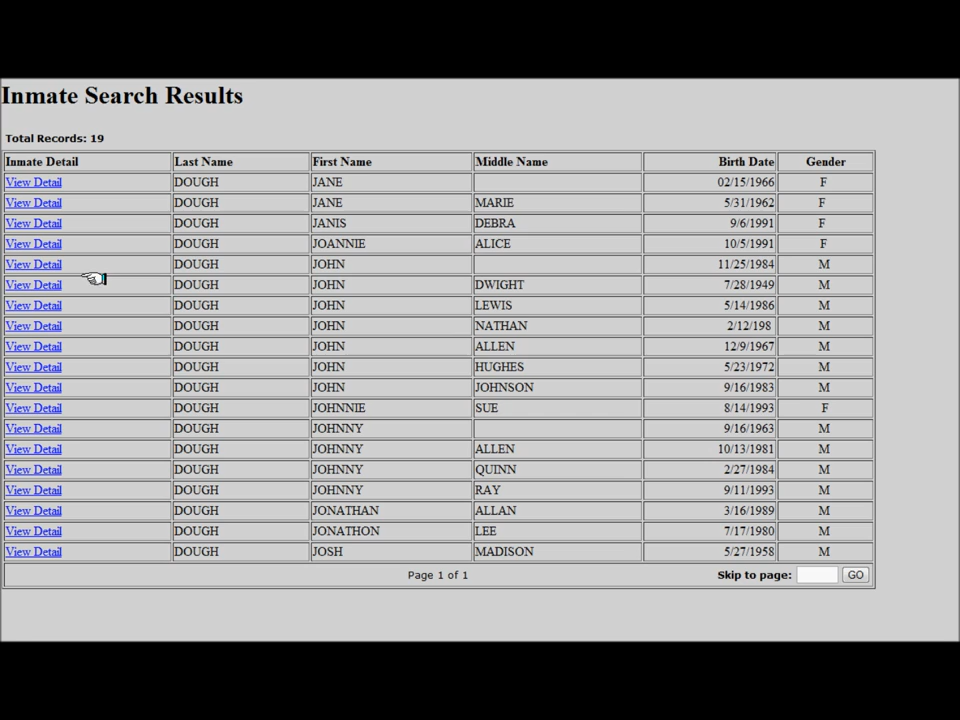 Inmate Search Results
Total Records: 19
Inmate Detail Last Name First Name Middle Name Birth Date Gender
View Detail DOUGH JANE 02/15/1966 F
View Detail DOUGH JANE MARIE 5/31/1962 F
View Detail DOUGH JANIS DEBRA 9/6/1991 F
View Detail DOUGH JOANNIE ALICE 10/5/1991 F
View Detail DOUGH JOHN 11/25/1984 M
View Detail DOUGH JOHN DWIGHT 7/28/1949 M
View Detail DOUGH JOHN LEWIS 5/14/1986 M
View Detail DOUGH JOHN NATHAN 2/12/198 M
View Detail DOUGH JOHN ALLEN 12/9/1967 M
View Detail DOUGH JOHN HUGHES 5/23/1972 M
View Detail DOUGH JOHN JOHNSON 9/16/1983 M
View Detail DOUGH JOHNNIE SUE 8/14/1993 F
View Detail DOUGH JOHNNY 9/16/1963 M
View Detail DOUGH JOHNNY ALLEN 10/13/1981 M
View Detail DOUGH JOHNNY QUINN 2/27/1984 M
View Detail DOUGH JOHNNY RAY 9/11/1993 M
View Detail DOUGH JONATHAN ALLAN 3/16/1989 M
View Detail DOUGH JONATHON LEE 7/17/1980 M
View Detail DOUGH JOSH MADISON 5/27/1958 M
Page 1 of 1 Skip to page: GO